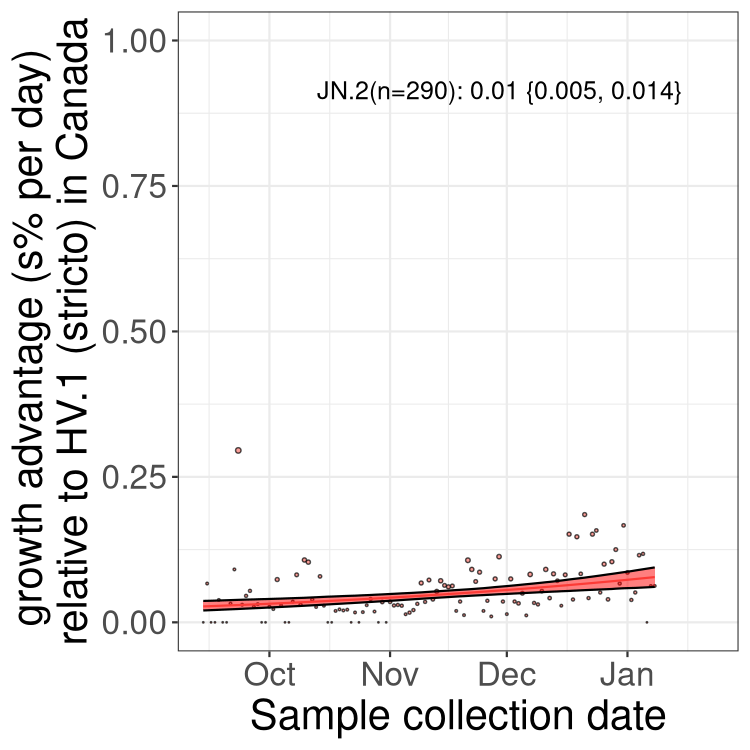 growth advantage (s% per day)
relative to HV.1 (stricto) in Canada
1.00
0.75
0.50
0.25
0.00
JN.2(n=290): 0.01 {0.005, 0.014}
Oct Nov Dec Jan
Sample collection date